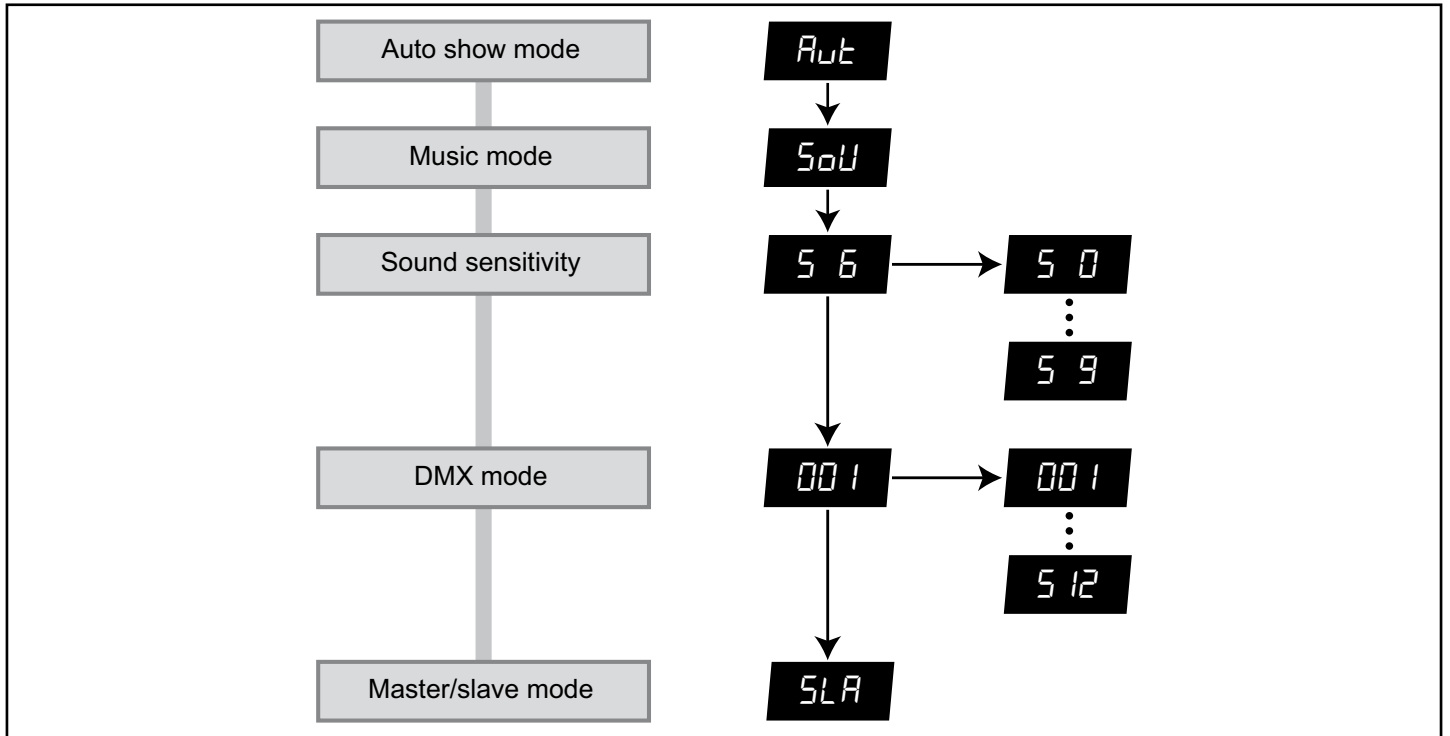 Auto show mode Aut
Music mode SoU
Sound sensitivity S 6 S 0
S 9
DMX mode 001 001
512
Master/slave mode SLA